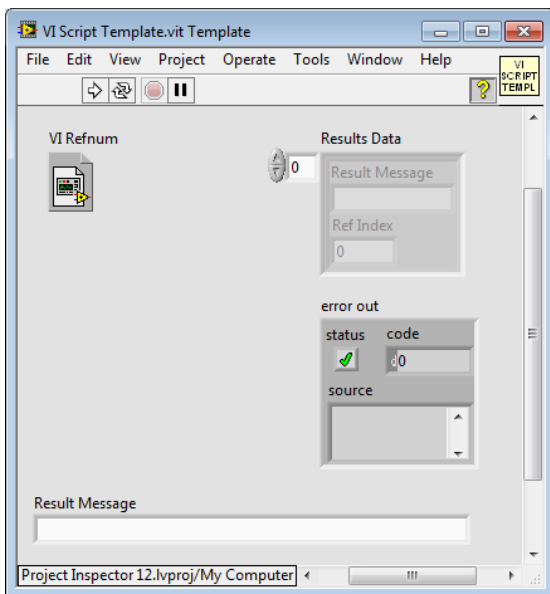 VI Script Template.vit Template
File Edit View Project Operate Tools Window Help
VI
SCRIPT
TEMPL
VI Refnum
Results Data
0
Result Message
Ref Index
0
error out
status code
d0
source
Result Message
Project Inspector 12.lvproj/My Computer